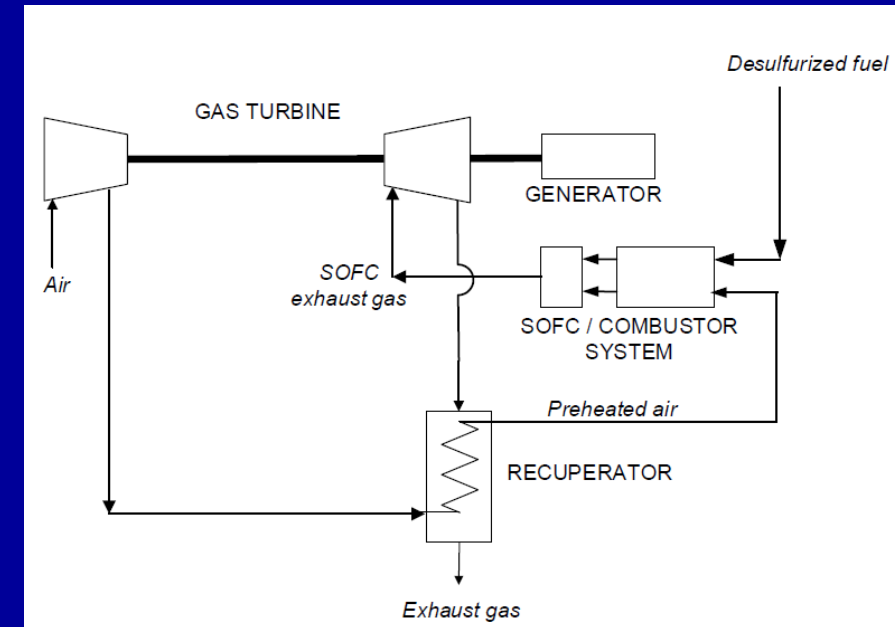 Desulfurized fuel
GAS TURBINE
GENERATOR
Air
SOFC
exhaust gas
SOFC / COMBUSTOR
SYSTEM
Preheated air
RECUPERATOR
Exhaust gas